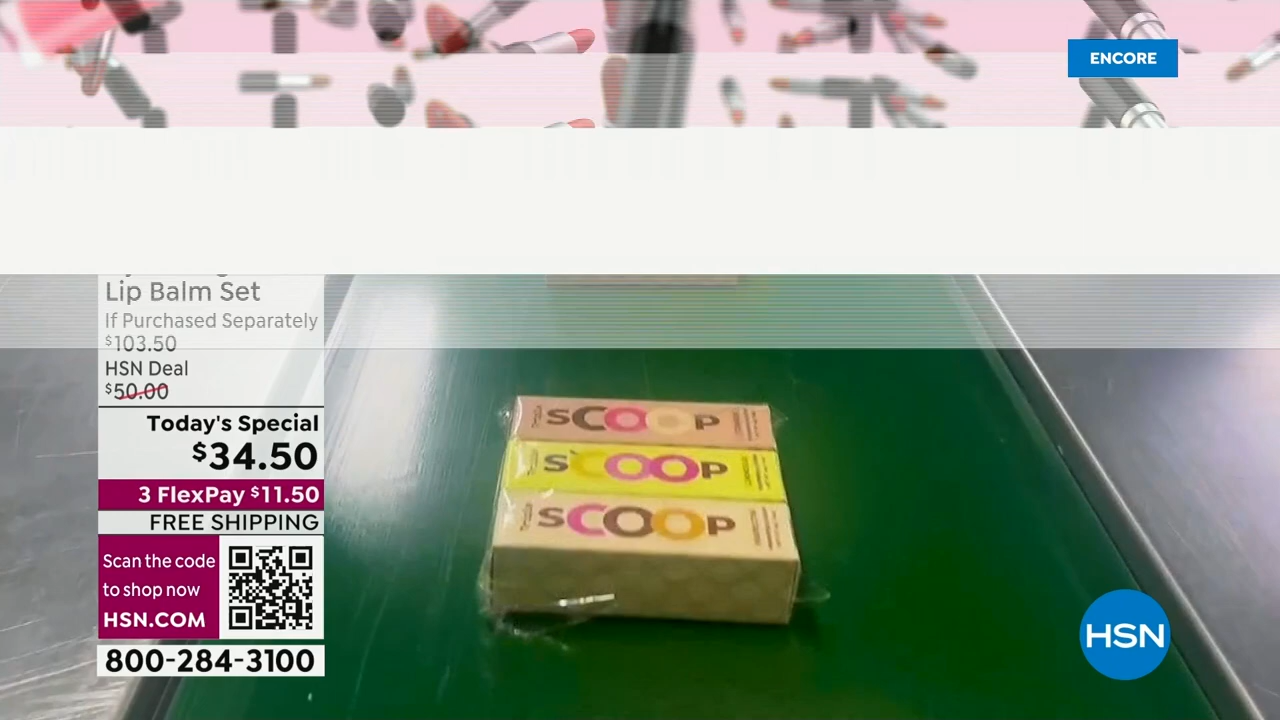 ENCORE
Lip Balm Set
If Purchased Separately
$103.50
HSN Deal
$50.00
Today's Special
$34.50
3 FlexPay $11.50
FREE SHIPPING
Scan the code
to shop now
HSN.COM
800-284-3100
SCOOP
SCOOP
SCOOP
HSN